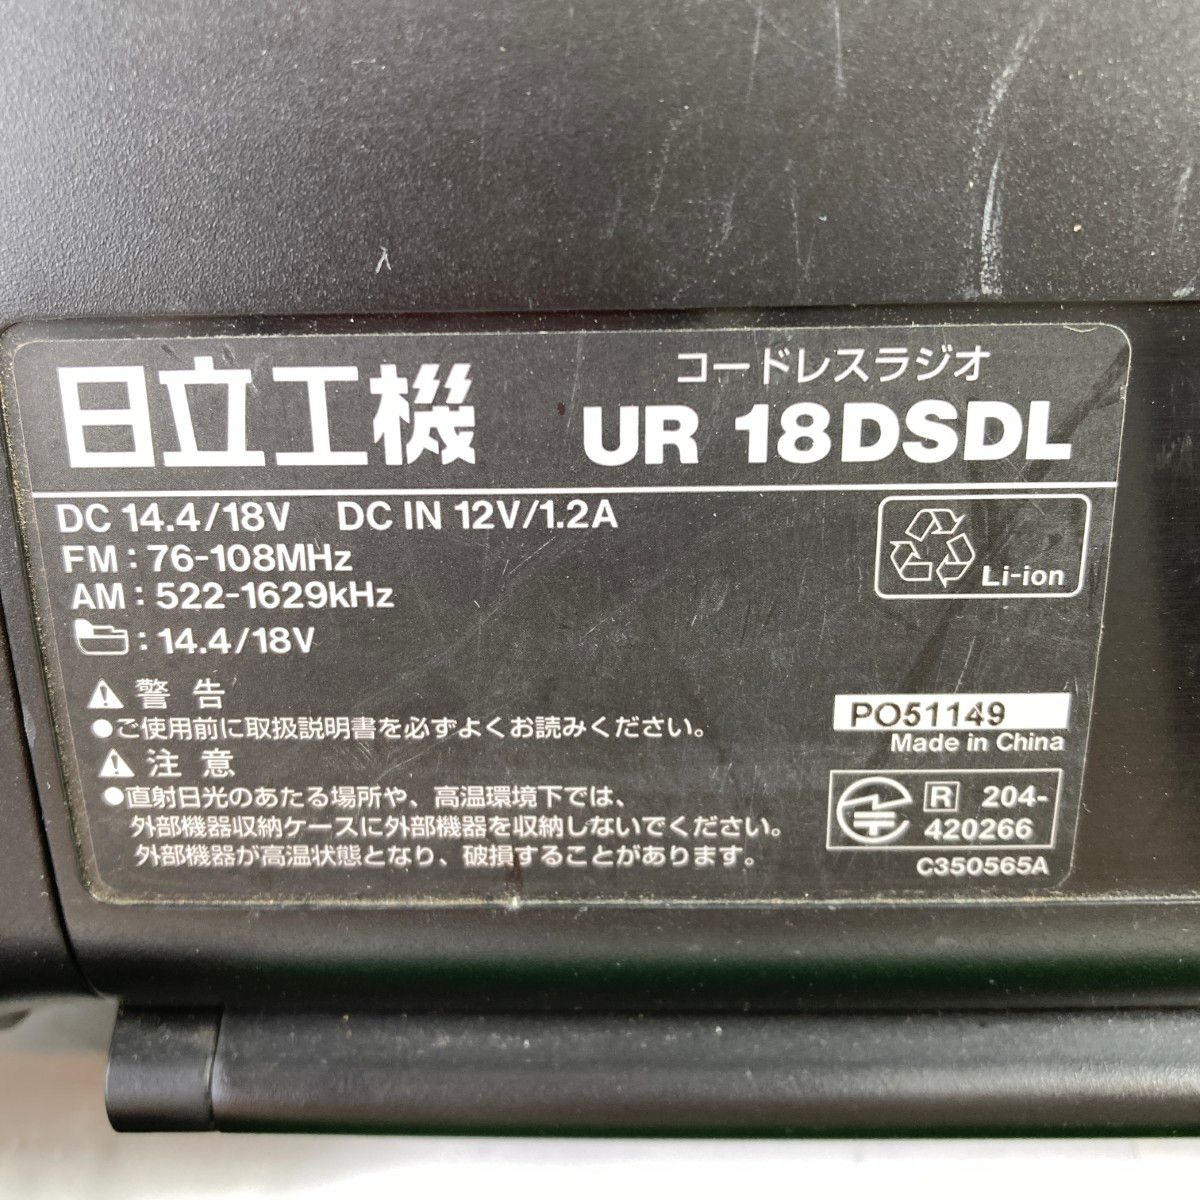 日立工機
コードレスラジオ
UR 18DSDL
DC 14.4/18V DC IN 12V/1.2A
FM : 76-108MHz
AM : 522-1629kHz
: 14.4/18V
Li-ion
警告
●ご使用前に取扱説明書を必ずよくお読みください。
注意
●直射日光のあたる場所や、高温環境下では、
外部機器収納ケースに外部機器を収納しないでください。
外部機器が高温状態となり、破損することがあります。
PO51149
Made in China
R 204-
420266
C350565A